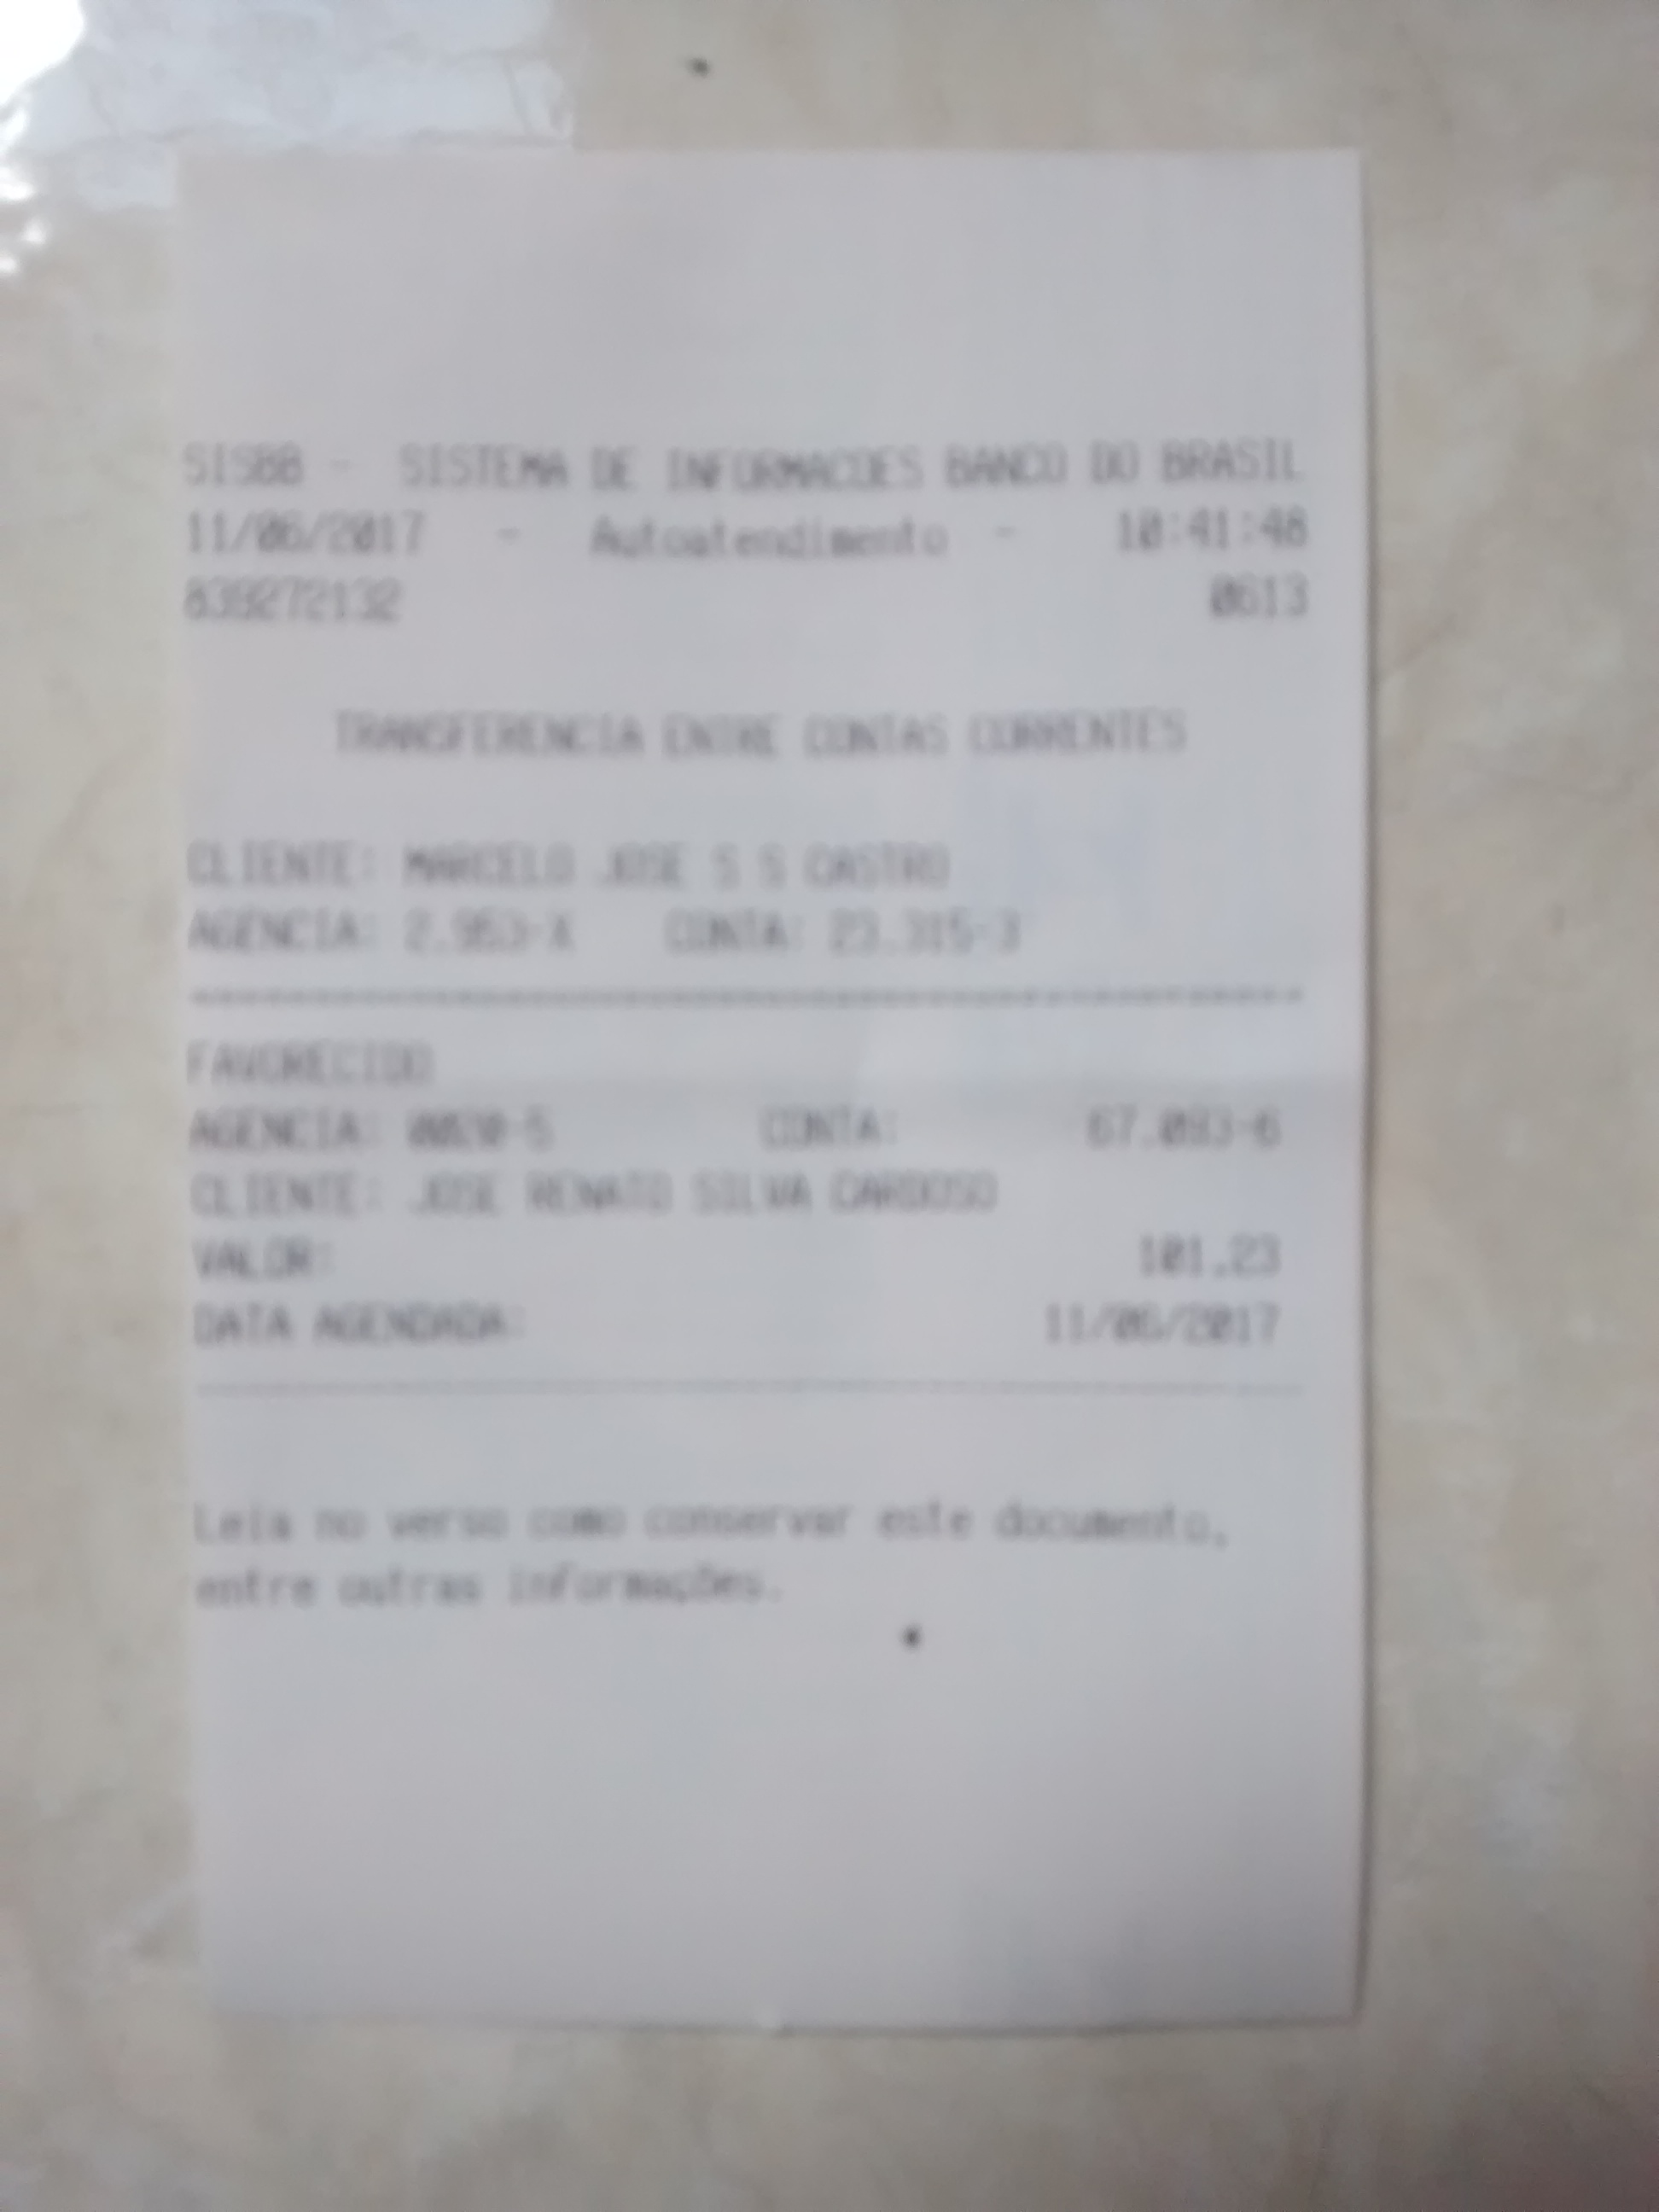 SISBB - SISTEMA DE INFORMACOES BANCO DO BRASIL
11/06/2017 - Autoatendimento - 10:41:48
839272132 0613
TRANSFERENCIA ENTRE CONTAS CORRENTES
CLIENTE: MARCELO JOSE S S CASTRO
AGENCIA: 2.953-X CONTA: 23.315-3
FAVORECIDO
AGENCIA: 0020-5 CONTA: 67.093-6
CLIENTE: JOSE RENATO SILVA CARDOSO
VALOR: 101,23
DATA AGENDADA: 11/06/2017
Leia no verso como conservar este documento,
entre outras informações.